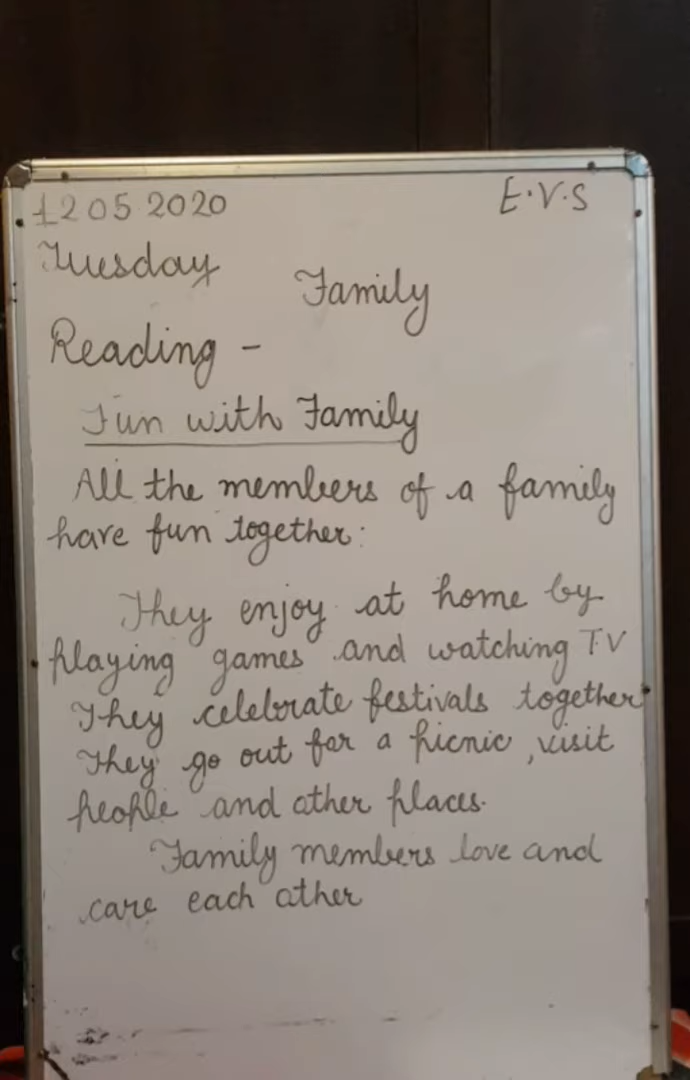 12 05 2020 E.V.S
Tuesday
Family
Reading -
Fun with Family
All the members of a family
have fun together:
They enjoy at home by
playing games and watching TV
They celebrate festivals together
They go out for a picnic, visit
people and other places.
Family members love and
care each other